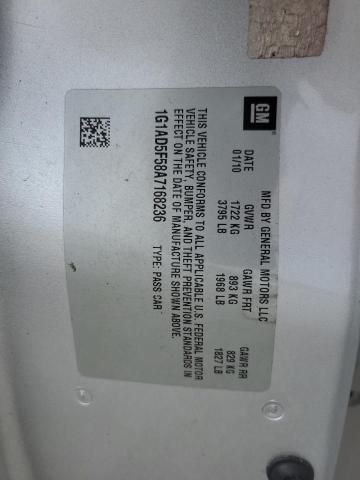 GM
MFD BY GENERAL MOTORS LLC
DATE GVWR GAWR FRT GAWR RR
01/10 1722 KG 893 KG 829 KG
3795 LB 1968 LB 1827 LB
THIS VEHICLE CONFORMS TO ALL APPLICABLE U.S. FEDERAL MOTOR
VEHICLE SAFETY, BUMPER, AND THEFT PREVENTION STANDARDS IN
EFFECT ON THE DATE OF MANUFACTURE SHOWN ABOVE.
1G1AD5F58A7168236 TYPE: PASS CAR